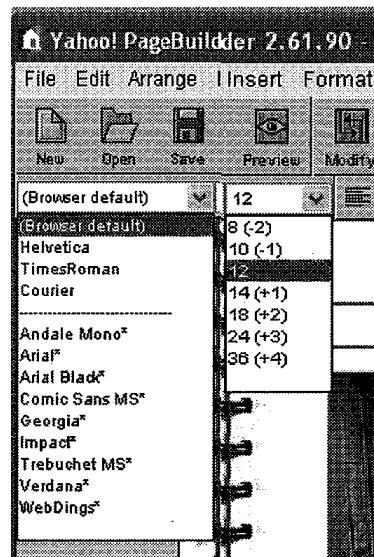 Yahoo! PageBuildder 2.61.90 -
File Edit Arrange I Insert Format
New Open Save Preview Modify
(Browser default) 12
(Browser default)
Helvetica
TimesRoman
Courier
--------------------
Andale Mono*
Arial*
Arial Black*
Comic Sans MS*
Georgia*
Impact*
Trebuchet MS*
Verdana*
WebDings*
8 (-2)
10 (-1)
12
14 (+1)
18 (+2)
24 (+3)
36 (+4)